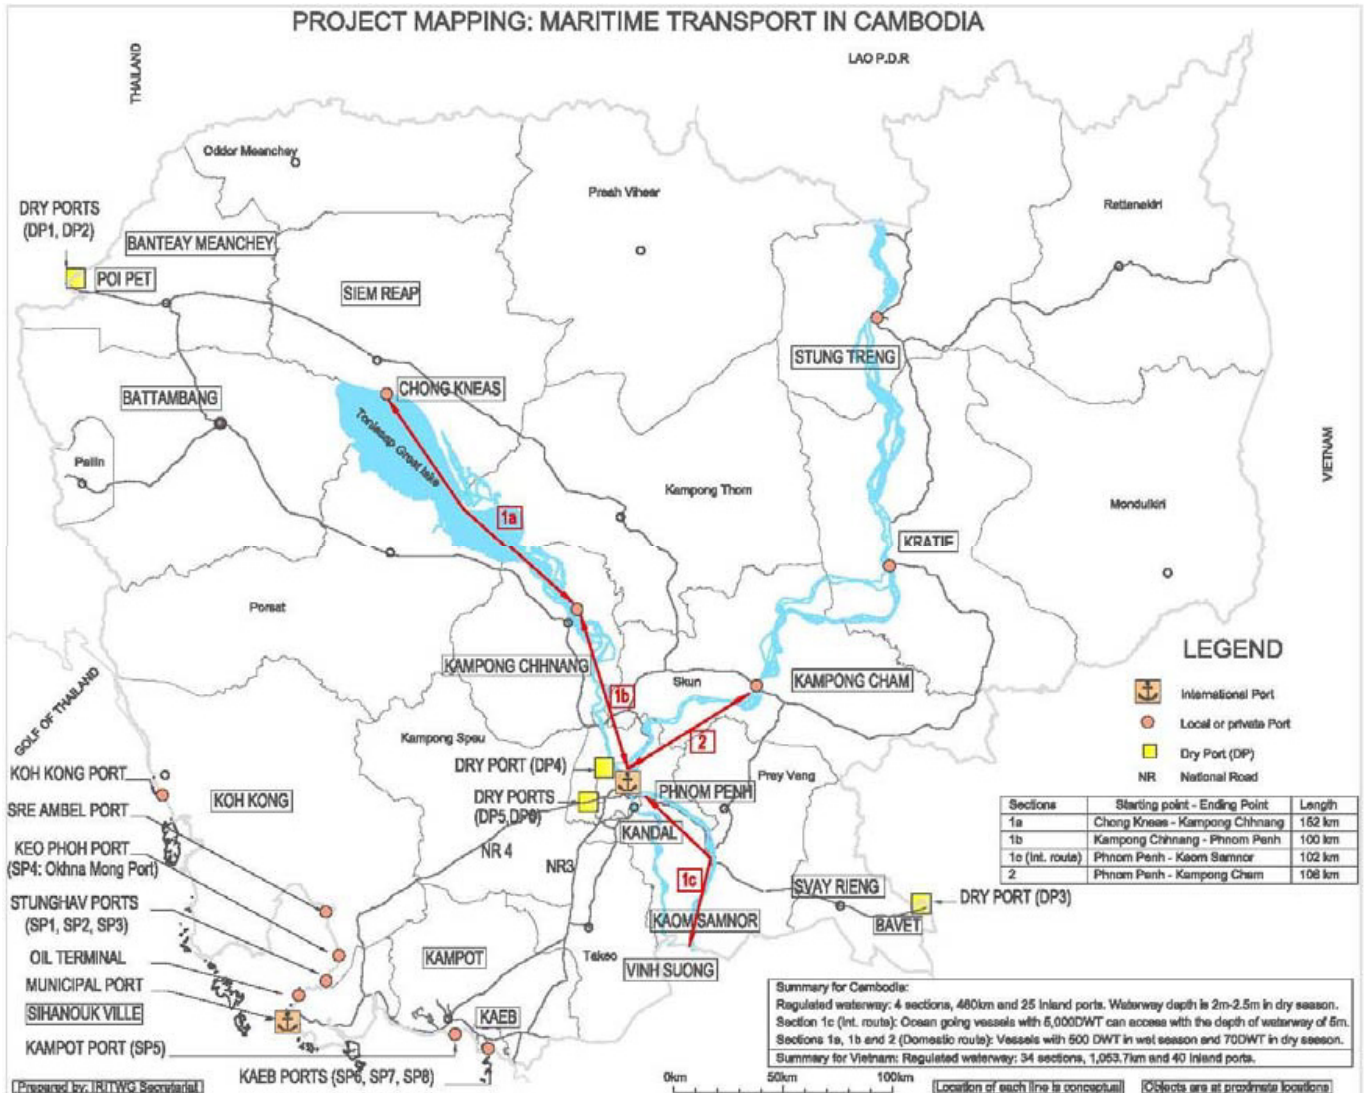 PROJECT MAPPING: MARITIME TRANSPORT IN CAMBODIA
LAO P.D.R
THAILAND
Oddor Meanchey
Preah Vihear
Rattanakiri
DRY PORTS
(DP1, DP2)
BANTEAY MEANCHEY
POI PET
SIEM REAP
STUNG TRENG
CHONG KNEAS
BATTAMBANG
Tonlesap Great lake
Pailin
Kampong Thom
VIETNAM
Mondulkiri
1a
KRATIE
Porsat
LEGEND
KAMPONG CHHNANG
Skun
KAMPONG CHAM
International Port
1b
GOLF OF THAILAND
Local or private Port
Kampong Speu
2
Dry Port (DP)
DRY PORT (DP4)
NR National Road
KOH KONG PORT
Prey Vang
PHNOM PENH
KOH KONG
DRY PORTS
(DP5,DP6)
SRE AMBEL PORT
KANDAL
Sections Starting point - Ending Point Length
1a Chong Kneas - Kampong Chhnang 152 km
1b Kampong Chhnang - Phnom Penh 100 km
1c (int. route) Phnom Penh - Kaom Samnor 102 km
2 Phnom Penh - Kampong Cham 106 km
KEO PHOH PORT
(SP4: Okhna Mong Port)
NR 4
NR3
1c
SVAY RIENG
DRY PORT (DP3)
STUNGHAV PORTS
(SP1, SP2, SP3)
KAOM SAMNOR
BAVET
OIL TERMINAL
KAMPOT
Takeo
VINH SUONG
MUNICIPAL PORT
SIHANOUK VILLE
KAEB
KAMPOT PORT (SP5)
KAEB PORTS (SP6, SP7, SP8)
Summary for Cambodia:
Regulated waterway: 4 sections, 460km and 25 inland ports. Waterway depth is 2m-2.5m in dry season.
Section 1c (int. route): Ocean going vessels with 5,000DWT can access with the depth of waterway of 5m.
Sections 1a, 1b and 2 (Domestic route): Vessels with 500 DWT in wet season and 70DWT in dry season.
Summary for Vietnam: Regulated waterway: 34 sections, 1,053.7km and 40 inland ports.
0km 50km 100km
Prepared by: IRITWG Secretariat
Location of each line is conceptual
Objects are at proximate locations